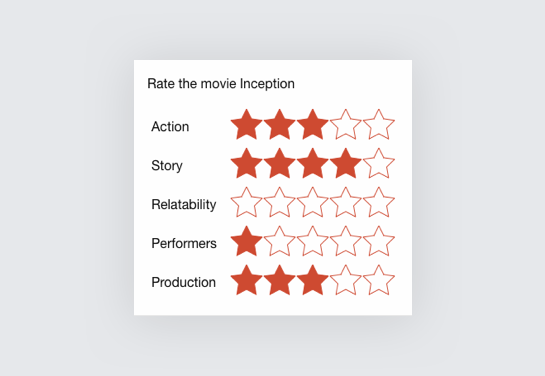 Rate the movie Inception
Action
Story
Relatability
Performers
Production